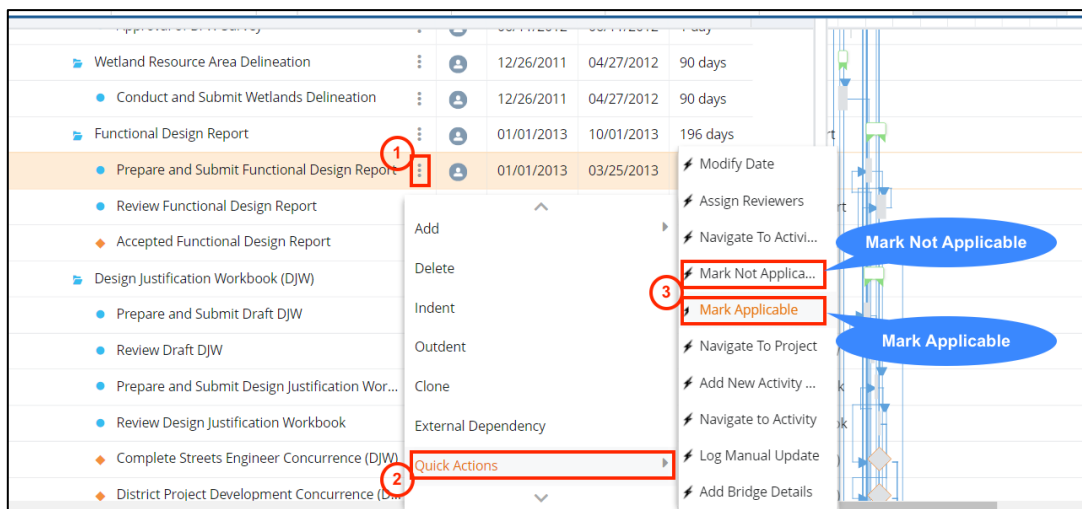 Wetland Resource Area Delineation 12/26/2011 04/27/2012 90 days
Conduct and Submit Wetlands Delineation 12/26/2011 04/27/2012 90 days
Functional Design Report 01/01/2013 10/01/2013 196 days
1
Prepare and Submit Functional Design Report 01/01/2013 03/25/2013
Review Functional Design Report
Accepted Functional Design Report
Design Justification Workbook (DJW)
Prepare and Submit Draft DJW
Review Draft DJW
Prepare and Submit Design Justification Wor...
Review Design Justification Workbook
Complete Streets Engineer Concurrence (DJW)
District Project Development Concurrence (D...
Add
Delete
Indent
Outdent
Clone
External Dependency
Quick Actions
2
Modify Date
Assign Reviewers
Navigate To Activi...
Mark Not Applica...
3
Mark Applicable
Navigate To Project
Add New Activity ...
Navigate to Activity
Log Manual Update
Add Bridge Details
Mark Not Applicable
Mark Applicable